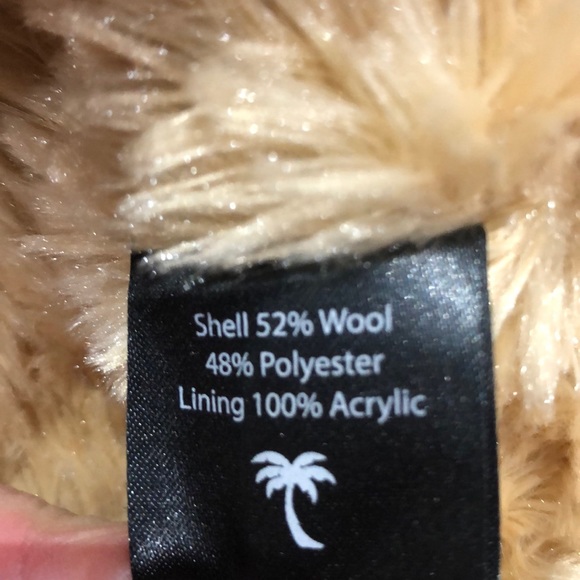 Shell 52% Wool
48% Polyester
Lining 100% Acrylic